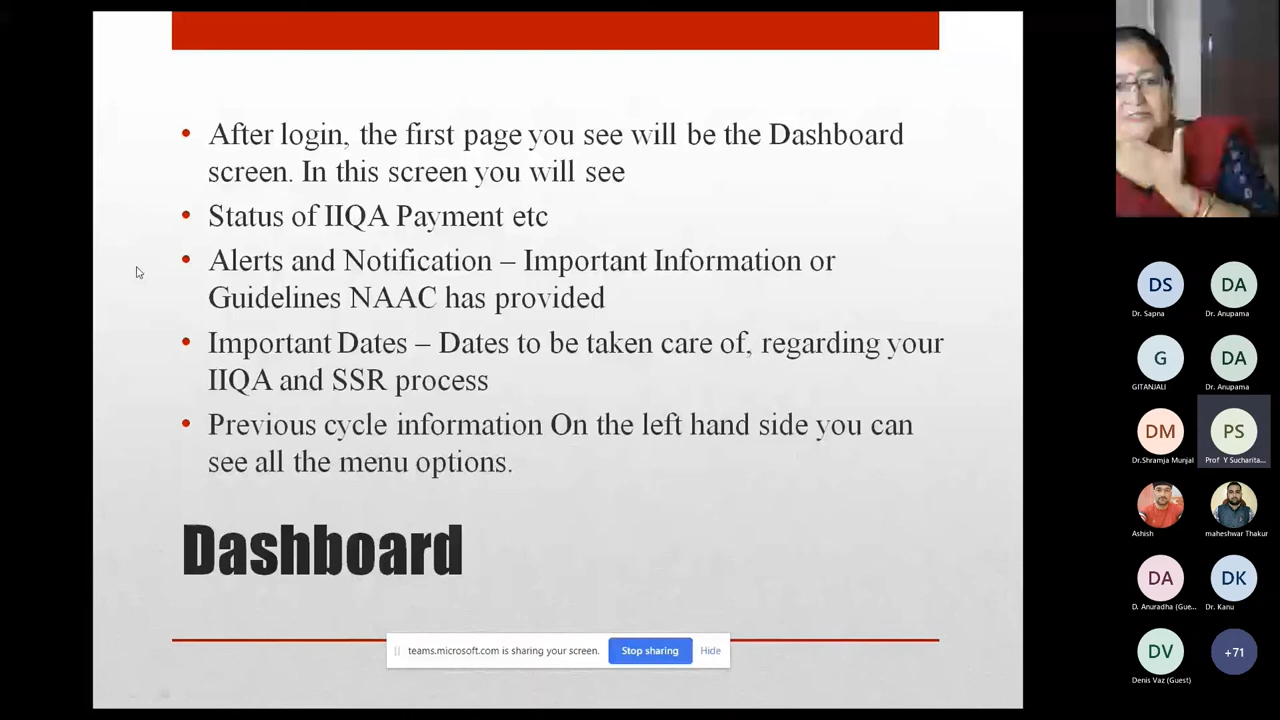 • After login, the first page you see will be the Dashboard
screen. In this screen you will see
• Status of IIQA Payment etc
• Alerts and Notification – Important Information or
Guidelines NAAC has provided
• Important Dates – Dates to be taken care of, regarding your
IIQA and SSR process
• Previous cycle information On the left hand side you can
see all the menu options.
Dashboard
teams.microsoft.com is sharing your screen. Stop sharing Hide
DS DA
Dr. Sapna Dr. Anupama
G DA
GITANJALI Dr. Anupama
DM PS
Dr.Shramja Munjal Prof Y Sucharita...
Ashish maheshwar Thakur
DA DK
D. Anuradha (Gue... Dr. Kanu
DV +71
Denis Vaz (Guest)